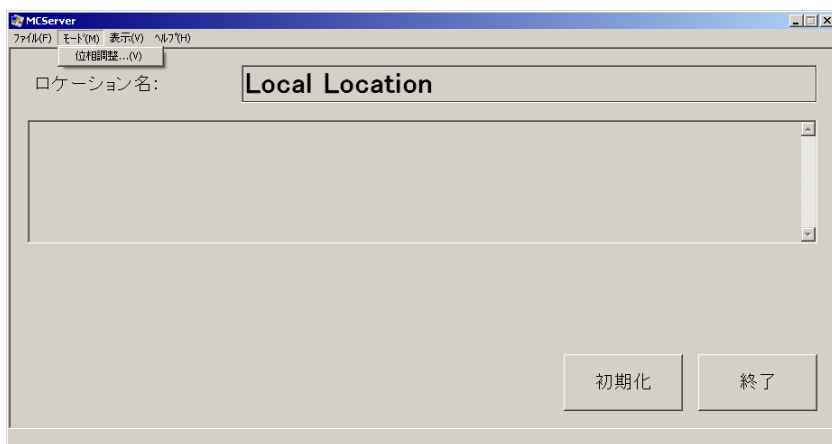 MCServer
ﾌｧｲﾙ(F) ﾓｰﾄﾞ(M) 表示(V) ﾍﾙﾌﾟ(H)
位相調整...(V)
ロケーション名:
Local Location
初期化
終了